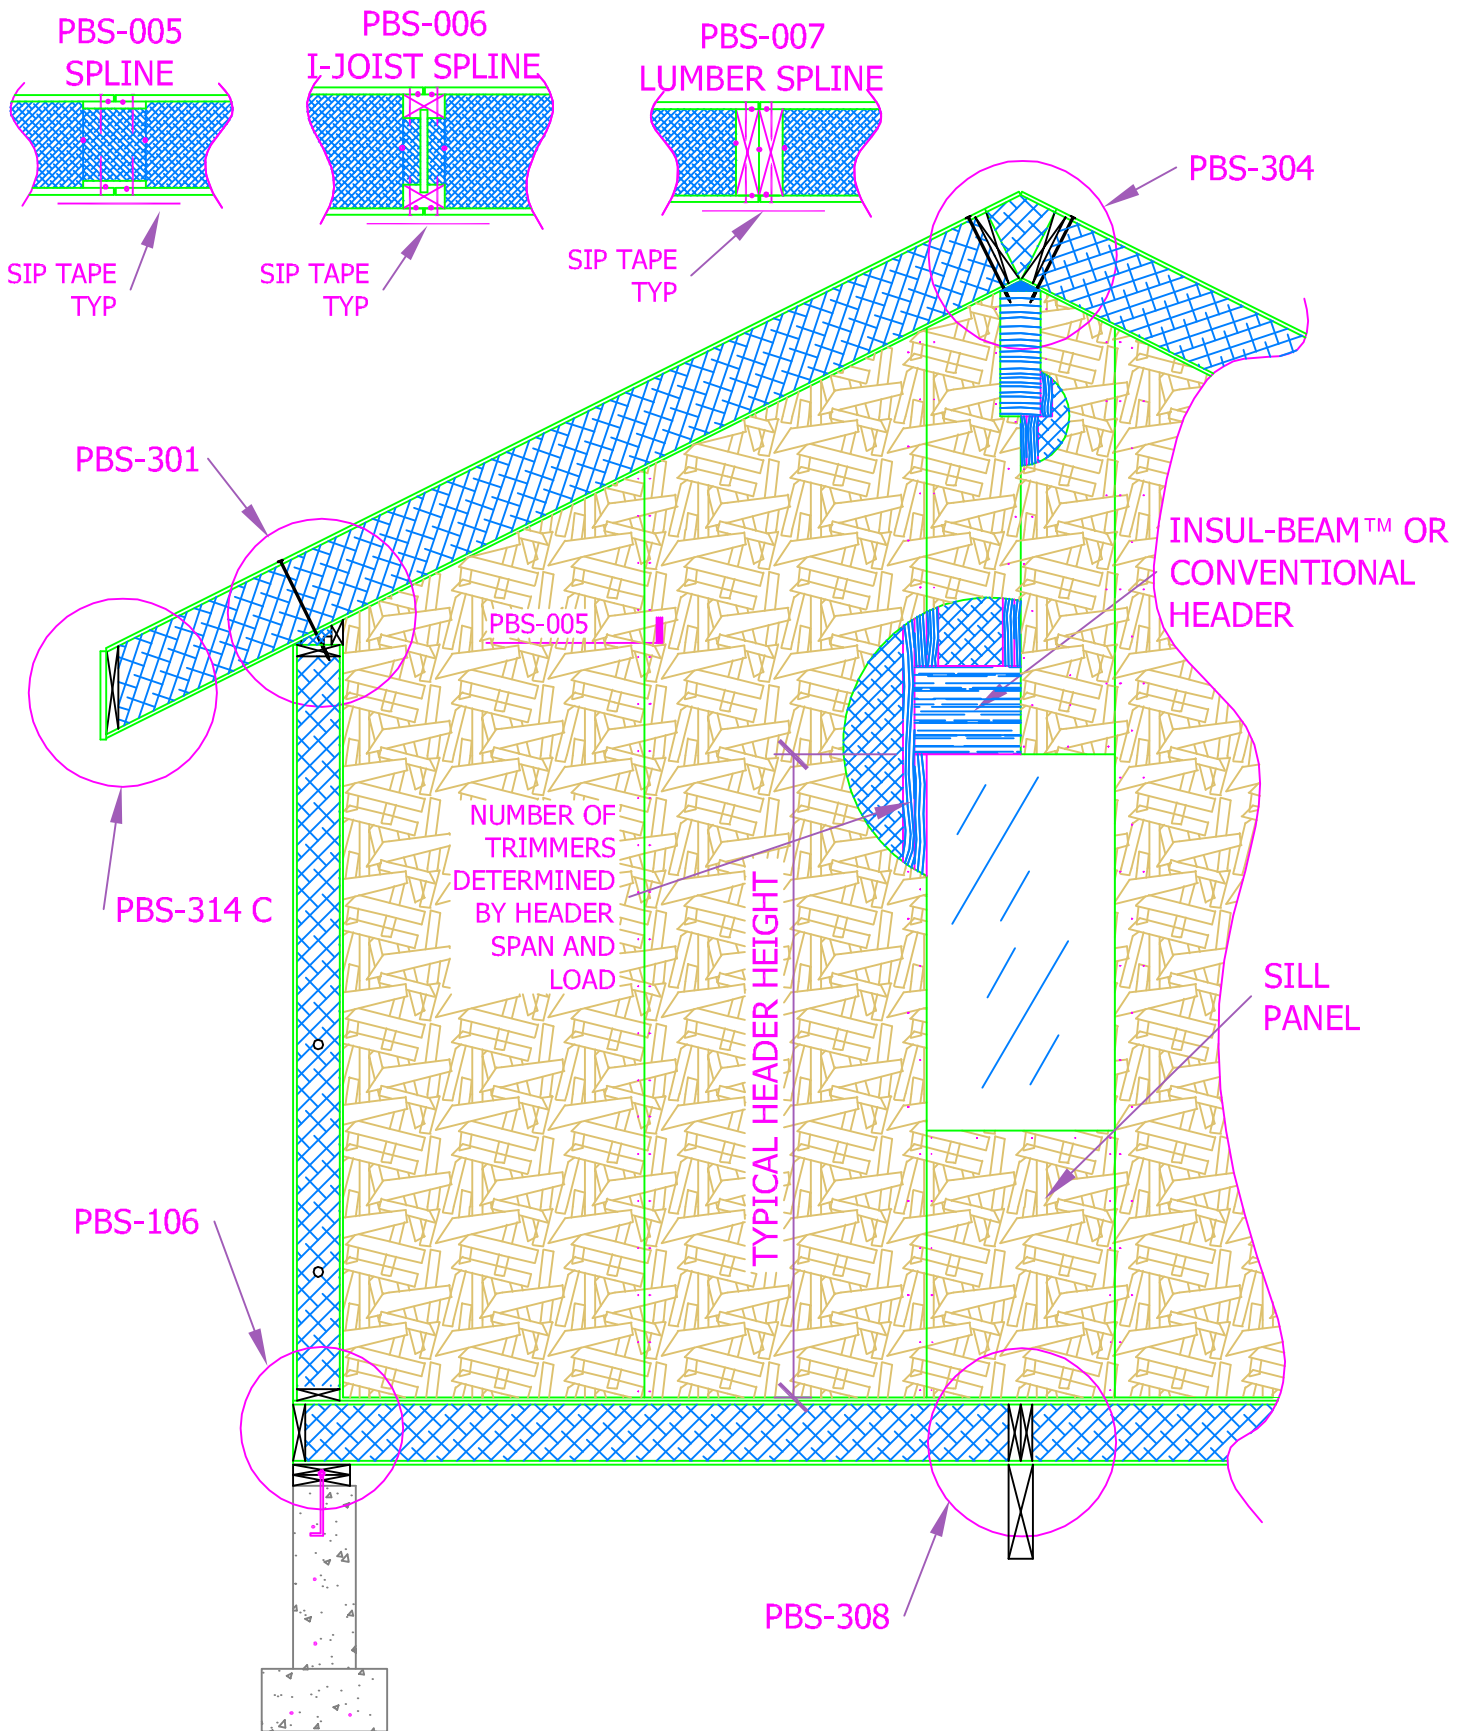 PBS-005
SPLINE
PBS-006
I-JOIST SPLINE
PBS-007
LUMBER SPLINE
SIP TAPE
TYP
SIP TAPE
TYP
SIP TAPE
TYP
PBS-304
PBS-301
INSUL-BEAM™ OR
CONVENTIONAL
HEADER
PBS-005
NUMBER OF
TRIMMERS
DETERMINED
BY HEADER
SPAN AND
LOAD
TYPICAL HEADER HEIGHT
PBS-314 C
SILL
PANEL
PBS-106
PBS-308